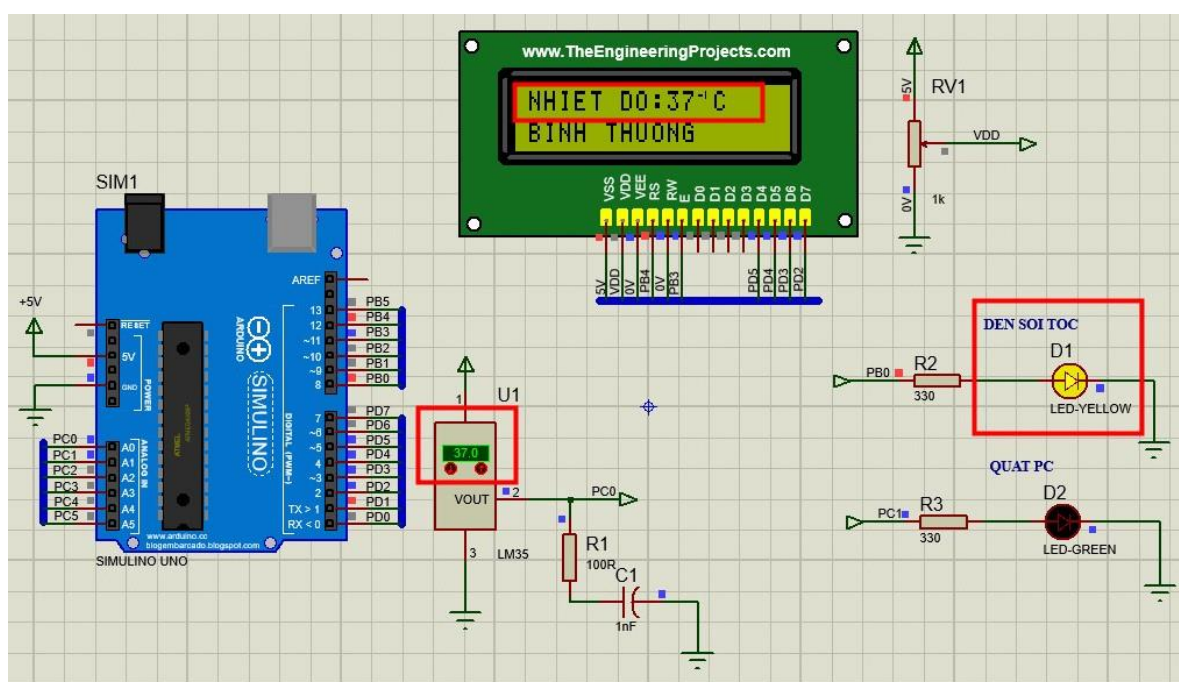 www.TheEngineeringProjects.com
NHIET DO:37°C
BINH THUONG
VSS
VDD
VEE
RS
RW
E
D0
D1
D2
D3
D4
D5
D6
D7
5V
VDD
0V
PB4
0V
PB3
PD5
PD4
PD3
PD2
5V
RV1
VDD
0V
1k
SIM1
+5V
RESET
5V
GND
POWER
AREF
13
12
~11
~10
~9
8
PB5
PB4
PB3
PB2
PB1
PB0
ARDUINO
SIMULINO
DIGITAL (PWM~)
7
~6
~5
4
~3
2
TX > 1
RX < 0
PD7
PD6
PD5
PD4
PD3
PD2
PD1
PD0
PC0
PC1
PC2
PC3
PC4
PC5
A0
A1
A2
A3
A4
A5
ANALOG IN
ATMEL
www.arduino.cc
blogembarcado.blogspot.com
SIMULINO UNO
1
U1
37.0
VOUT
2
PC0
3
LM35
R1
100R
C1
1nF
DEN SOI TOC
PB0
R2
330
D1
LED-YELLOW
QUAT PC
PC1
R3
330
D2
LED-GREEN